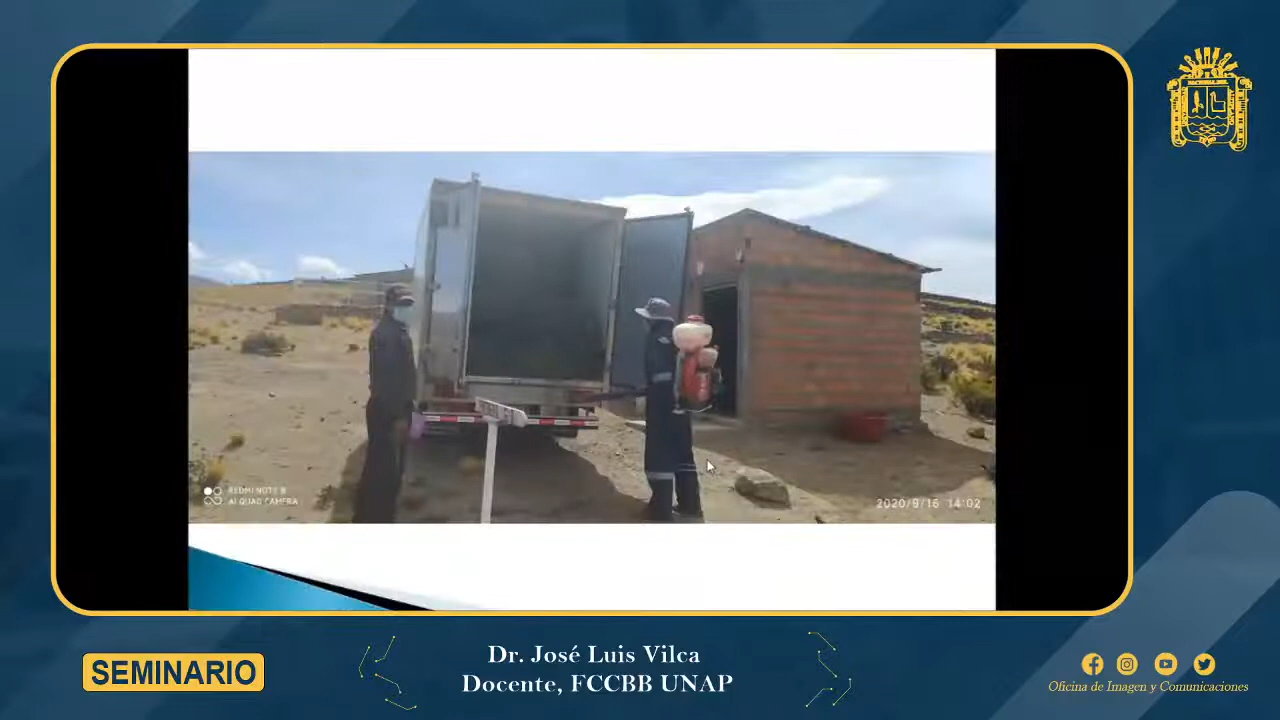 REDMI NOTE 8
AI QUAD CAMERA
2020/9/16 14:02
SEMINARIO
Dr. José Luis Vilca
Docente, FCCBB UNAP
Oficina de Imagen y Comunicaciones